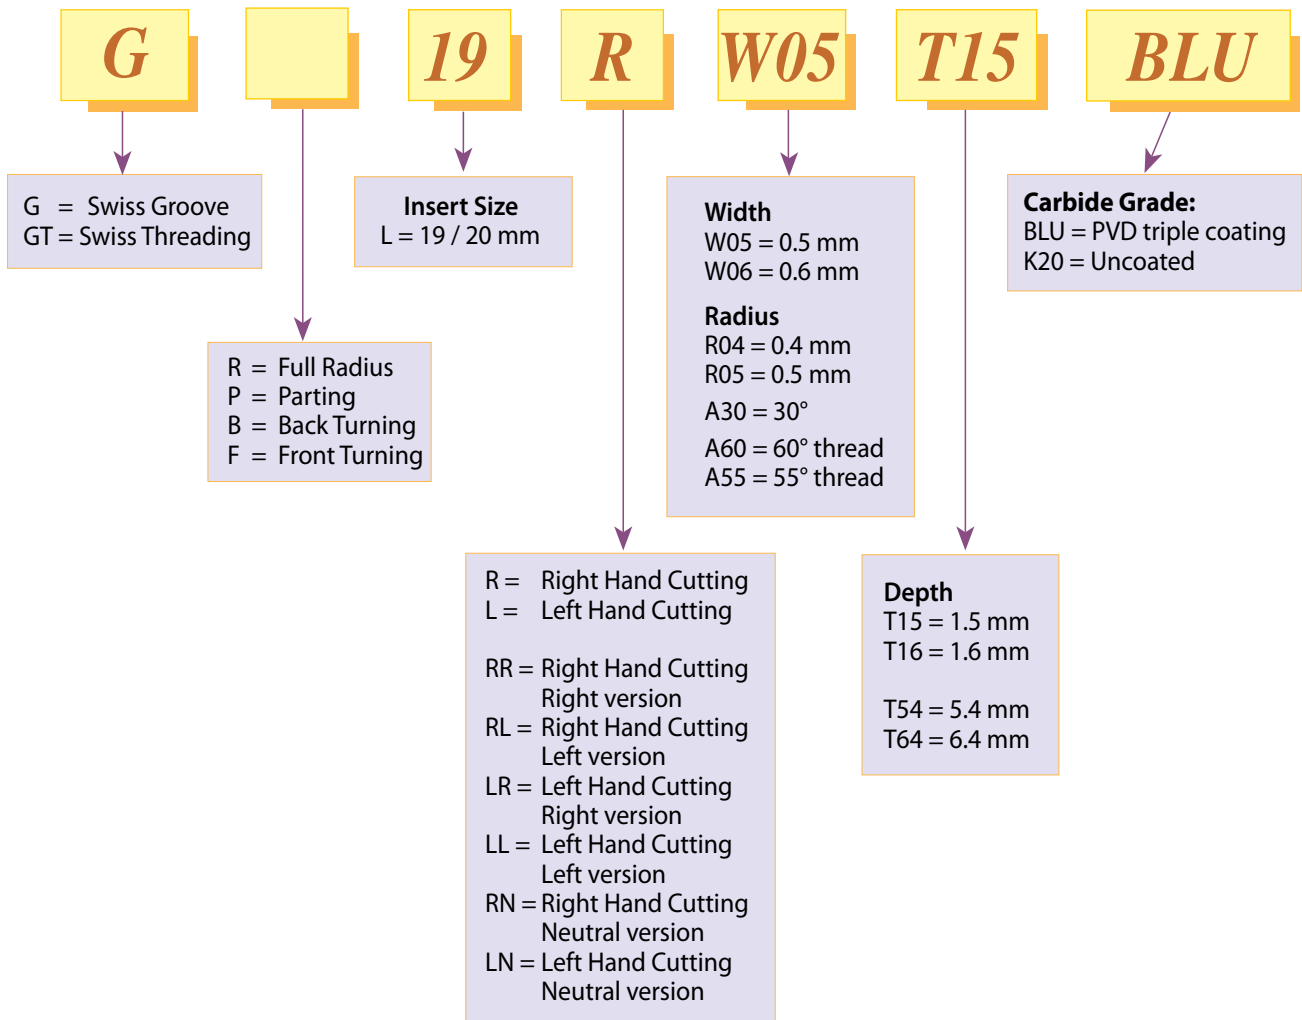 G 19 R W05 T15 BLU
G = Swiss Groove
GT = Swiss Threading
R = Full Radius
P = Parting
B = Back Turning
F = Front Turning
Insert Size
L = 19 / 20 mm
R = Right Hand Cutting
L = Left Hand Cutting
RR = Right Hand Cutting
Right version
RL = Right Hand Cutting
Left version
LR = Left Hand Cutting
Right version
LL = Left Hand Cutting
Left version
RN = Right Hand Cutting
Neutral version
LN = Left Hand Cutting
Neutral version
Width
W05 = 0.5 mm
W06 = 0.6 mm
Radius
R04 = 0.4 mm
R05 = 0.5 mm
A30 = 30°
A60 = 60° thread
A55 = 55° thread
Depth
T15 = 1.5 mm
T16 = 1.6 mm
T54 = 5.4 mm
T64 = 6.4 mm
Carbide Grade:
BLU = PVD triple coating
K20 = Uncoated